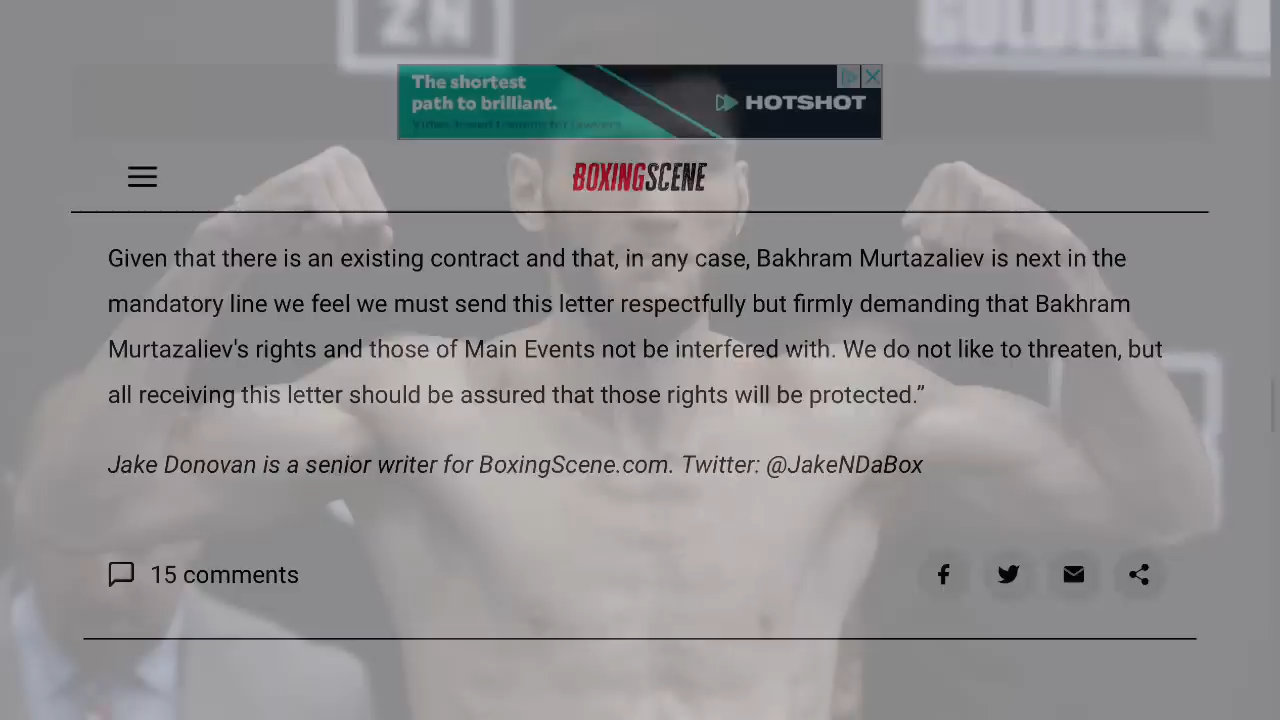 ZN
GOLDEN
The shortest
path to brilliant.
HOTSHOT
BOXINGSCENE
Given that there is an existing contract and that, in any case, Bakhram Murtazaliev is next in the
mandatory line we feel we must send this letter respectfully but firmly demanding that Bakhram
Murtazaliev's rights and those of Main Events not be interfered with. We do not like to threaten, but
all receiving this letter should be assured that those rights will be protected.”
Jake Donovan is a senior writer for BoxingScene.com. Twitter: @JakeNDaBox
15 comments